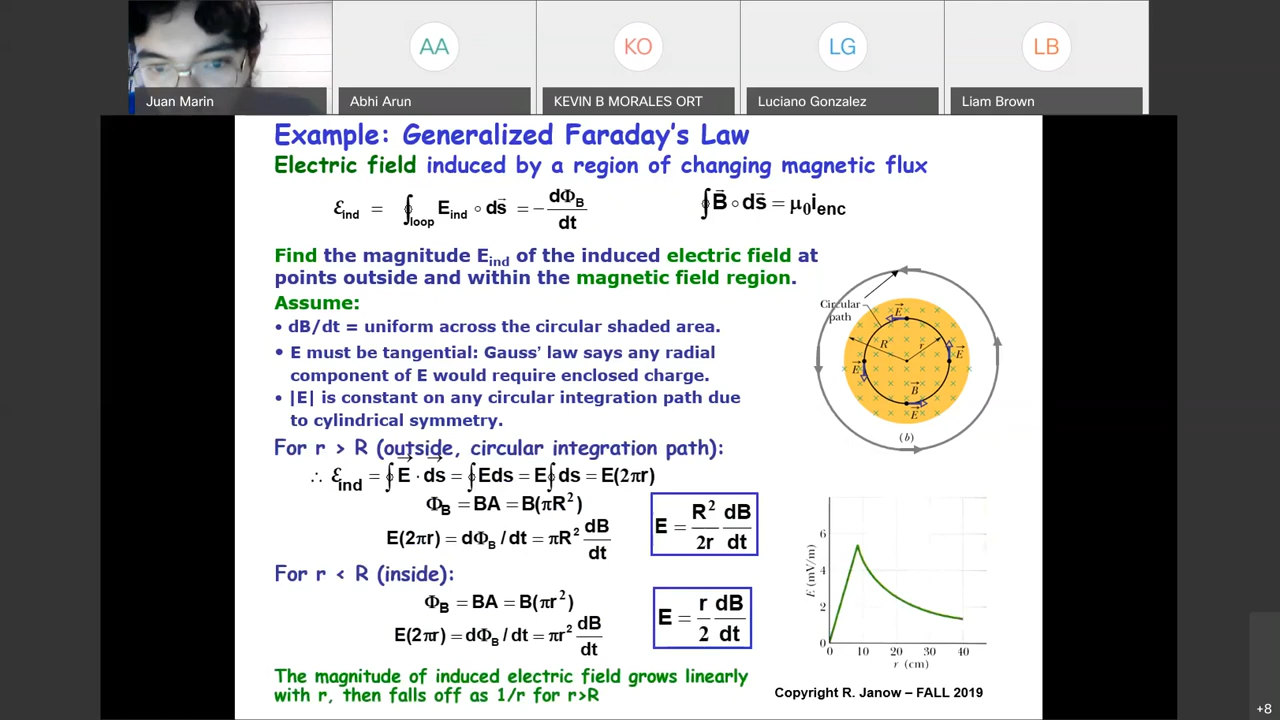 AA
KO
LG
LB
Juan Marin
Abhi Arun
KEVIN B MORALES ORT
Luciano Gonzalez
Liam Brown
Example: Generalized Faraday's Law
Electric field induced by a region of changing magnetic flux
ℰind = ∮loop Eind ∘ ds⃗ = − dΦB/dt
∮B⃗ ∘ ds⃗ = μ0ienc
Find the magnitude Eind of the induced electric field at
points outside and within the magnetic field region.
Assume:
• dB/dt = uniform across the circular shaded area.
• E must be tangential: Gauss' law says any radial
component of E would require enclosed charge.
• |E| is constant on any circular integration path due
to cylindrical symmetry.
Circular
path
E⃗
R
r
E⃗
E⃗
B⃗
E⃗
(b)
For r > R (outside, circular integration path):
∴ ℰind = ∮E⃗ · ds⃗ = ∮Eds = E∮ds = E(2πr)
ΦB = BA = B(πR²)
E(2πr) = dΦB / dt = πR² dB/dt
E = R²/2r dB/dt
For r < R (inside):
ΦB = BA = B(πr²)
E(2πr) = dΦB / dt = πr² dB/dt
E = r/2 dB/dt
E (mV/m)
6
4
2
0
0 10 20 30 40
r (cm)
The magnitude of induced electric field grows linearly
with r, then falls off as 1/r for r>R
Copyright R. Janow – FALL 2019
+8